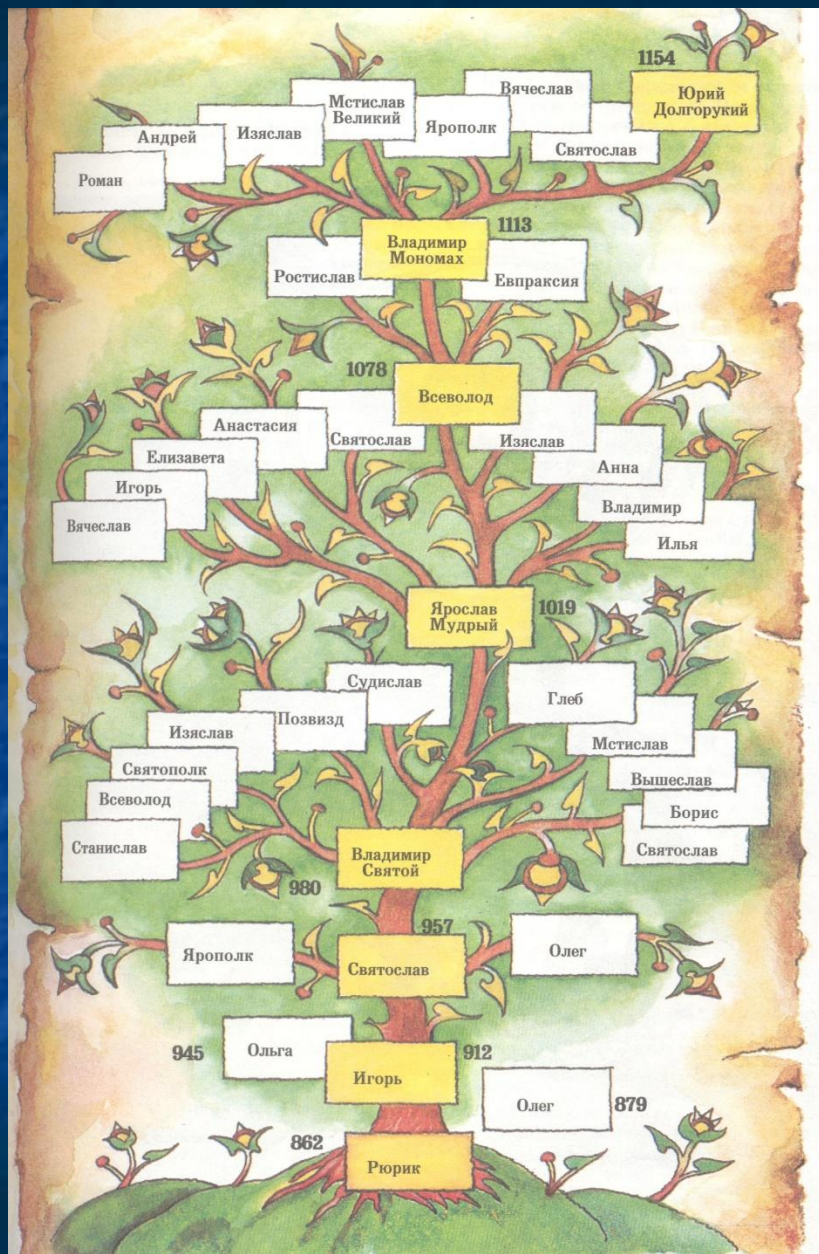 1154
Юрий
Долгорукий
Вячеслав
Мстислав
Великий
Ярополк
Святослав
Изяслав
Андрей
Роман
1113
Владимир
Мономах
Ростислав
Евпраксия
1078
Всеволод
Анастасия
Святослав
Изяслав
Елизавета
Анна
Игорь
Владимир
Вячеслав
Илья
Ярослав
Мудрый
1019
Судислав
Глеб
Позвизд
Изяслав
Мстислав
Святополк
Вышеслав
Всеволод
Борис
Станислав
Святослав
Владимир
Святой
980
957
Ярополк
Святослав
Олег
945
Ольга
912
Игорь
Олег
879
862
Рюрик